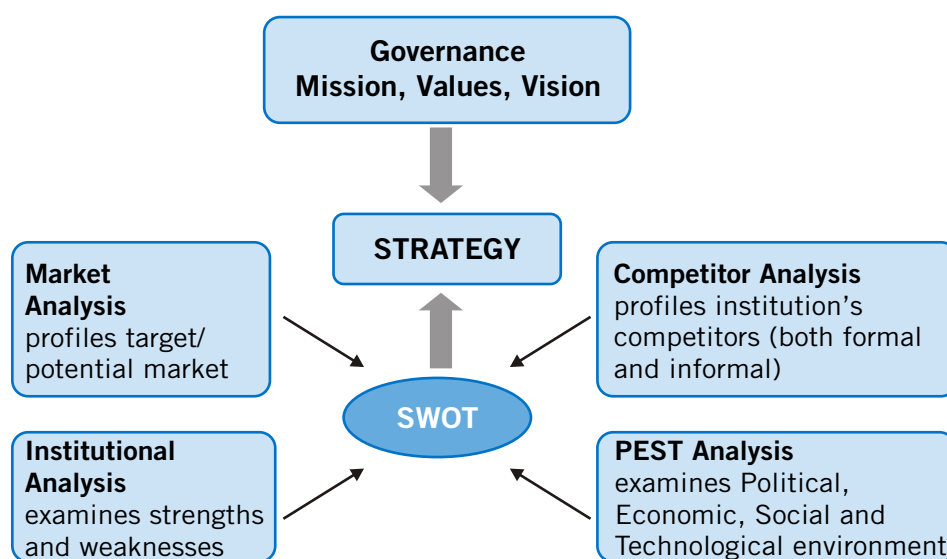 Governance
Mission, Values, Vision
STRATEGY
Market
Analysis
profiles target/
potential market
Competitor Analysis
profiles institution’s
competitors (both formal
and informal)
SWOT
Institutional
Analysis
examines strengths
and weaknesses
PEST Analysis
examines Political,
Economic, Social and
Technological environment